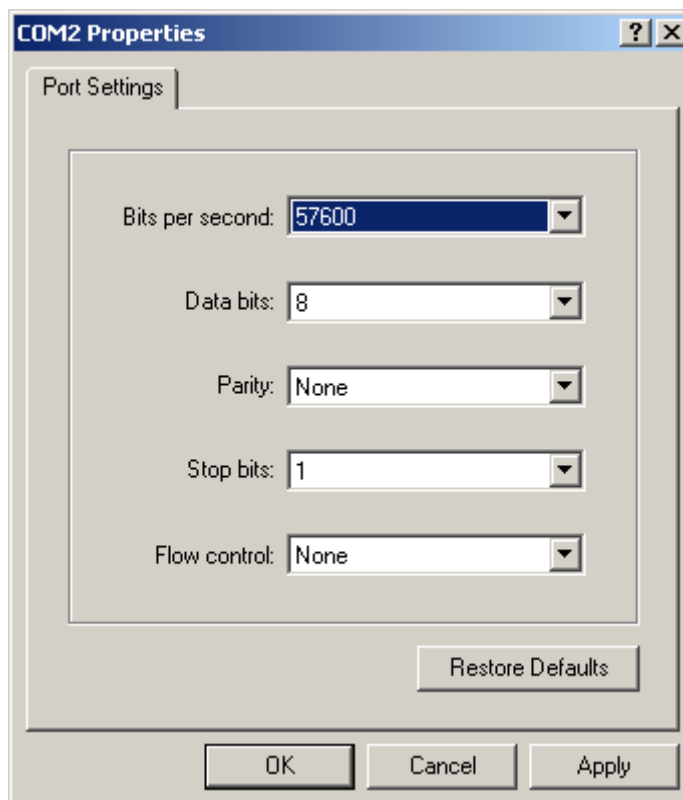 COM2 Properties
Port Settings
Bits per second: 57600
Data bits: 8
Parity: None
Stop bits: 1
Flow control: None
Restore Defaults
OK Cancel Apply